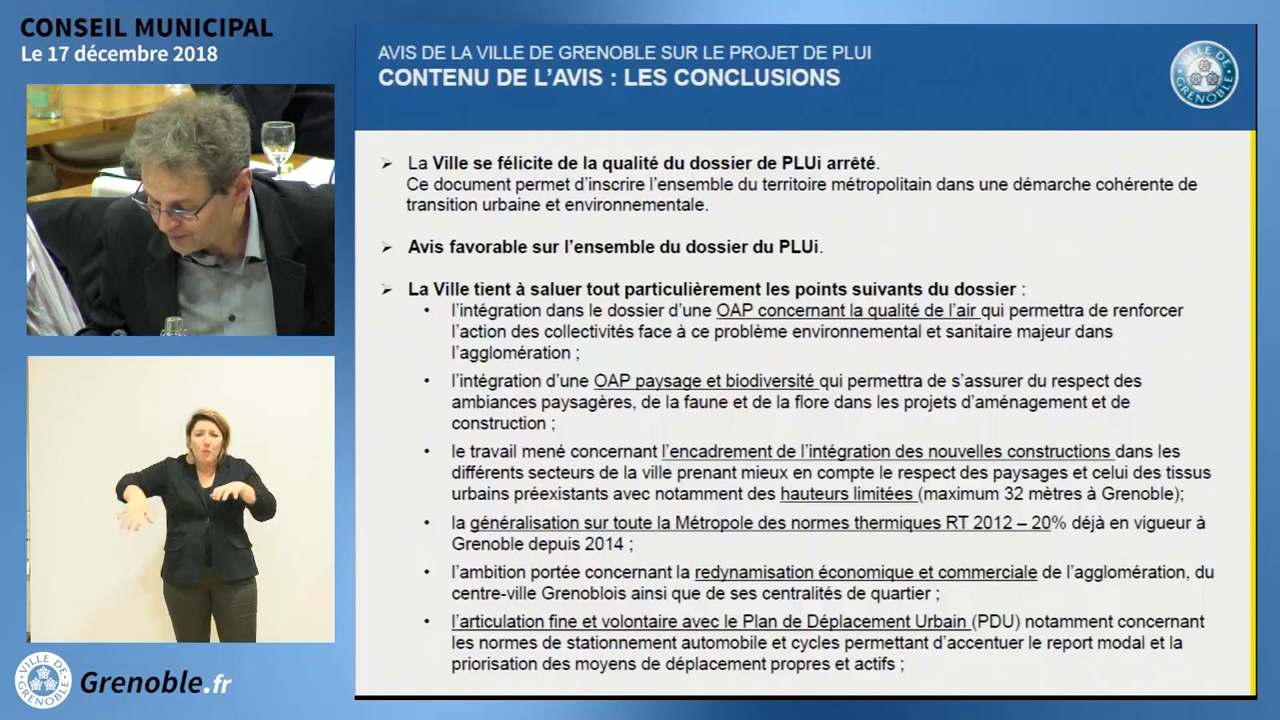 CONSEIL MUNICIPAL
Le 17 décembre 2018
AVIS DE LA VILLE DE GRENOBLE SUR LE PROJET DE PLUI
CONTENU DE L'AVIS : LES CONCLUSIONS
VILLE DE GRENOBLE
➢ La Ville se félicite de la qualité du dossier de PLUi arrêté.
Ce document permet d'inscrire l'ensemble du territoire métropolitain dans une démarche cohérente de
transition urbaine et environnementale.
➢ Avis favorable sur l'ensemble du dossier du PLUi.
➢ La Ville tient à saluer tout particulièrement les points suivants du dossier :
• l'intégration dans le dossier d'une OAP concernant la qualité de l'air qui permettra de renforcer
l'action des collectivités face à ce problème environnemental et sanitaire majeur dans
l'agglomération ;
• l'intégration d'une OAP paysage et biodiversité qui permettra de s'assurer du respect des
ambiances paysagères, de la faune et de la flore dans les projets d'aménagement et de
construction ;
• le travail mené concernant l'encadrement de l'intégration des nouvelles constructions dans les
différents secteurs de la ville prenant mieux en compte le respect des paysages et celui des tissus
urbains préexistants avec notamment des hauteurs limitées (maximum 32 mètres à Grenoble);
• la généralisation sur toute la Métropole des normes thermiques RT 2012 – 20% déjà en vigueur à
Grenoble depuis 2014 ;
• l'ambition portée concernant la redynamisation économique et commerciale de l'agglomération, du
centre-ville Grenoblois ainsi que de ses centralités de quartier ;
• l'articulation fine et volontaire avec le Plan de Déplacement Urbain (PDU) notamment concernant
les normes de stationnement automobile et cycles permettant d'accentuer le report modal et la
priorisation des moyens de déplacement propres et actifs ;
VILLE DE GRENOBLE
Grenoble.fr